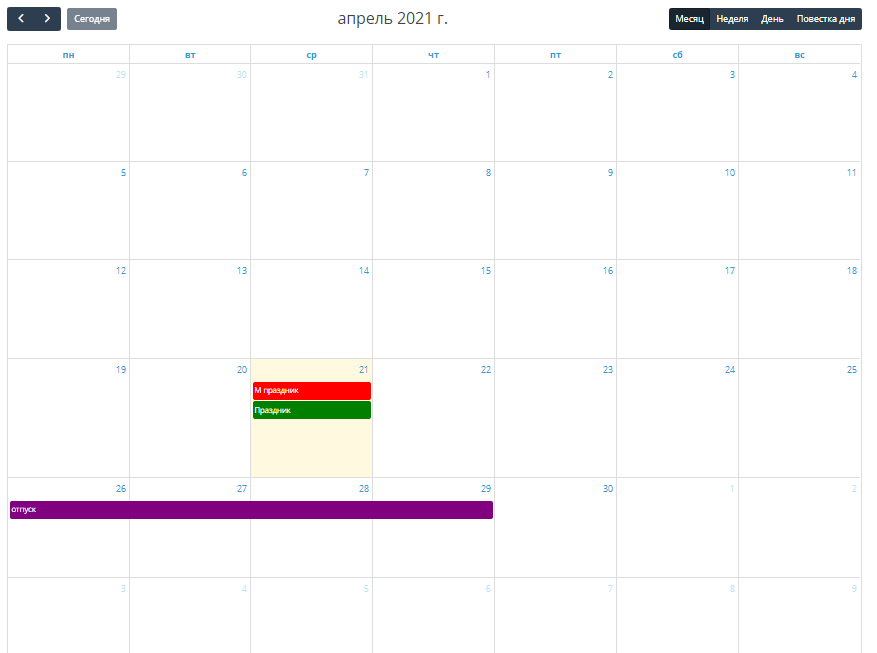 Сегодня
апрель 2021 г.
Месяц Неделя День Повестка дня
пн вт ср чт пт сб вс
29 30 31 1 2 3 4
5 6 7 8 9 10 11
12 13 14 15 16 17 18
19 20 21 22 23 24 25
М праздник
Праздник
26 27 28 29 30 1 2
отпуск
3 4 5 6 7 8 9